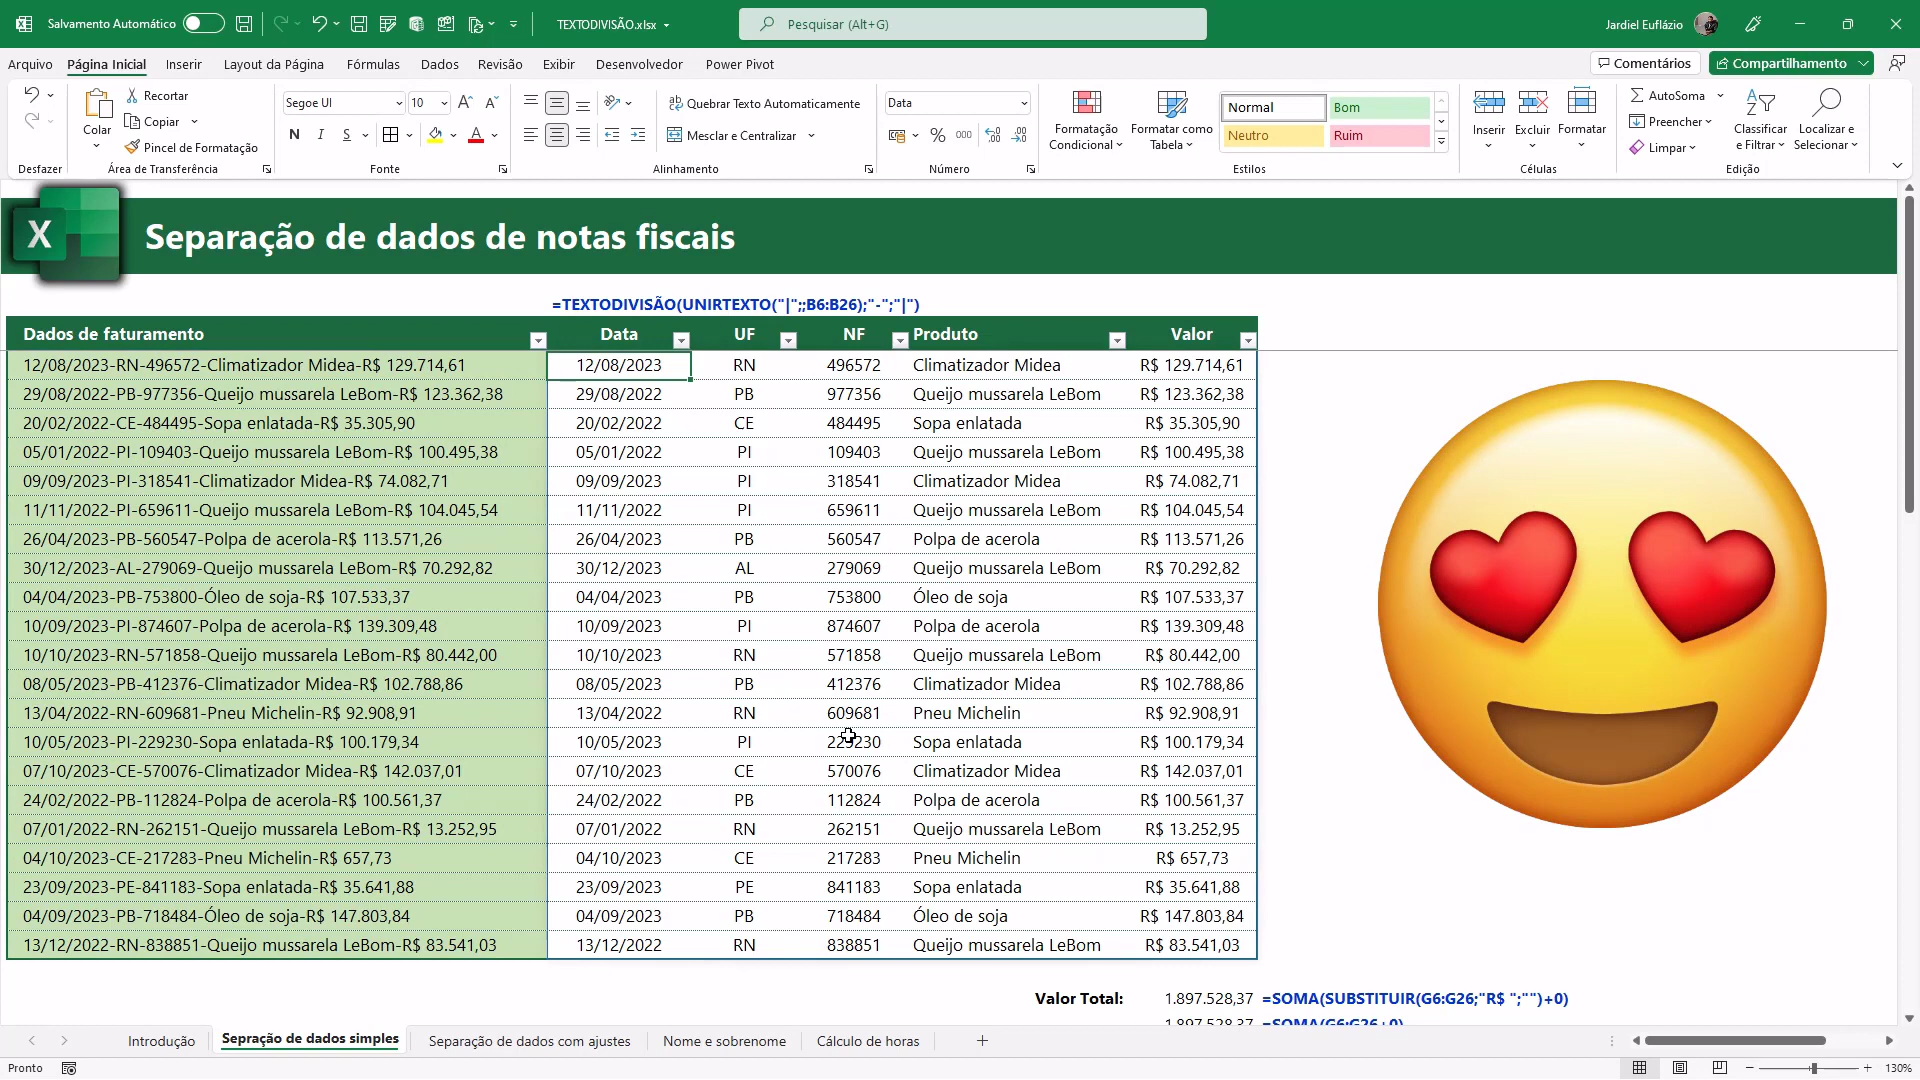 Salvamento Automático
TEXTODIVISÃO.xlsx
Pesquisar (Alt+G)
Jardiel Euflázio
Arquivo Página Inicial Inserir Layout da Página Fórmulas Dados Revisão Exibir Desenvolvedor Power Pivot
Comentários Compartilhamento
Colar
Recortar
Copiar
Pincel de Formatação
Segoe UI 10
N I S
Quebrar Texto Automaticamente
Mesclar e Centralizar
Data
% 000
Formatação Condicional
Formatar como Tabela
Normal Bom
Neutro Ruim
Inserir Excluir Formatar
AutoSoma
Preencher
Limpar
Classificar e Filtrar
Localizar e Selecionar
Desfazer Área de Transferência Fonte Alinhamento Número Estilos Células Edição
X
Separação de dados de notas fiscais
=TEXTODIVISÃO(UNIRTEXTO("|";;B6:B26);"-";"|")
Dados de faturamento Data UF NF Produto Valor
12/08/2023-RN-496572-Climatizador Midea-R$ 129.714,61 12/08/2023 RN 496572 Climatizador Midea R$ 129.714,61
29/08/2022-PB-977356-Queijo mussarela LeBom-R$ 123.362,38 29/08/2022 PB 977356 Queijo mussarela LeBom R$ 123.362,38
20/02/2022-CE-484495-Sopa enlatada-R$ 35.305,90 20/02/2022 CE 484495 Sopa enlatada R$ 35.305,90
05/01/2022-PI-109403-Queijo mussarela LeBom-R$ 100.495,38 05/01/2022 PI 109403 Queijo mussarela LeBom R$ 100.495,38
09/09/2023-PI-318541-Climatizador Midea-R$ 74.082,71 09/09/2023 PI 318541 Climatizador Midea R$ 74.082,71
11/11/2022-PI-659611-Queijo mussarela LeBom-R$ 104.045,54 11/11/2022 PI 659611 Queijo mussarela LeBom R$ 104.045,54
26/04/2023-PB-560547-Polpa de acerola-R$ 113.571,26 26/04/2023 PB 560547 Polpa de acerola R$ 113.571,26
30/12/2023-AL-279069-Queijo mussarela LeBom-R$ 70.292,82 30/12/2023 AL 279069 Queijo mussarela LeBom R$ 70.292,82
04/04/2023-PB-753800-Óleo de soja-R$ 107.533,37 04/04/2023 PB 753800 Óleo de soja R$ 107.533,37
10/09/2023-PI-874607-Polpa de acerola-R$ 139.309,48 10/09/2023 PI 874607 Polpa de acerola R$ 139.309,48
10/10/2023-RN-571858-Queijo mussarela LeBom-R$ 80.442,00 10/10/2023 RN 571858 Queijo mussarela LeBom R$ 80.442,00
08/05/2023-PB-412376-Climatizador Midea-R$ 102.788,86 08/05/2023 PB 412376 Climatizador Midea R$ 102.788,86
13/04/2022-RN-609681-Pneu Michelin-R$ 92.908,91 13/04/2022 RN 609681 Pneu Michelin R$ 92.908,91
10/05/2023-PI-229230-Sopa enlatada-R$ 100.179,34 10/05/2023 PI 229230 Sopa enlatada R$ 100.179,34
07/10/2023-CE-570076-Climatizador Midea-R$ 142.037,01 07/10/2023 CE 570076 Climatizador Midea R$ 142.037,01
24/02/2022-PB-112824-Polpa de acerola-R$ 100.561,37 24/02/2022 PB 112824 Polpa de acerola R$ 100.561,37
07/01/2022-RN-262151-Queijo mussarela LeBom-R$ 13.252,95 07/01/2022 RN 262151 Queijo mussarela LeBom R$ 13.252,95
04/10/2023-CE-217283-Pneu Michelin-R$ 657,73 04/10/2023 CE 217283 Pneu Michelin R$ 657,73
23/09/2023-PE-841183-Sopa enlatada-R$ 35.641,88 23/09/2023 PE 841183 Sopa enlatada R$ 35.641,88
04/09/2023-PB-718484-Óleo de soja-R$ 147.803,84 04/09/2023 PB 718484 Óleo de soja R$ 147.803,84
13/12/2022-RN-838851-Queijo mussarela LeBom-R$ 83.541,03 13/12/2022 RN 838851 Queijo mussarela LeBom R$ 83.541,03
Valor Total: 1.897.528,37 =SOMA(SUBSTITUIR(G6:G26;"R$ ";"")+0)
1.897.528,37 =SOMA(G6:G26+0)
Introdução Sepração de dados simples Separação de dados com ajustes Nome e sobrenome Cálculo de horas
Pronto 130%